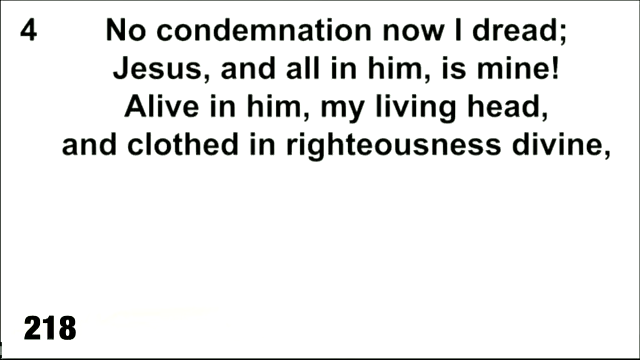 4 No condemnation now I dread;
Jesus, and all in him, is mine!
Alive in him, my living head,
and clothed in righteousness divine,
218